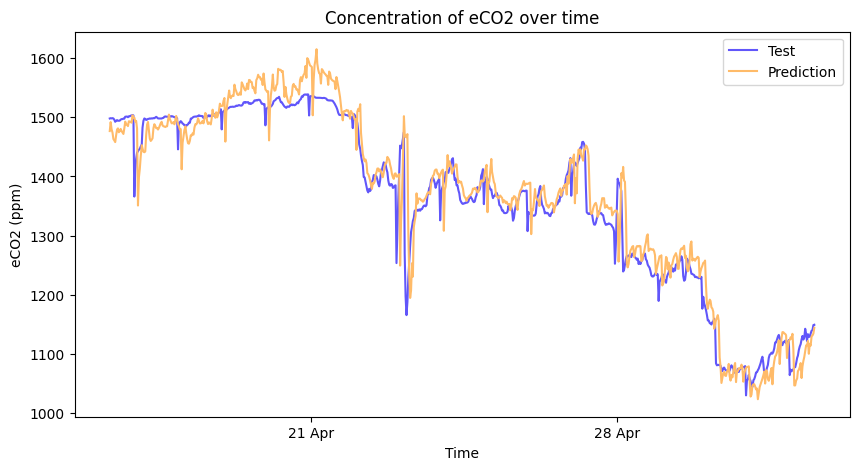 Concentration of eCO2 over time
Test
Prediction
eCO2 (ppm)
1600
1500
1400
1300
1200
1100
1000
21 Apr
28 Apr
Time